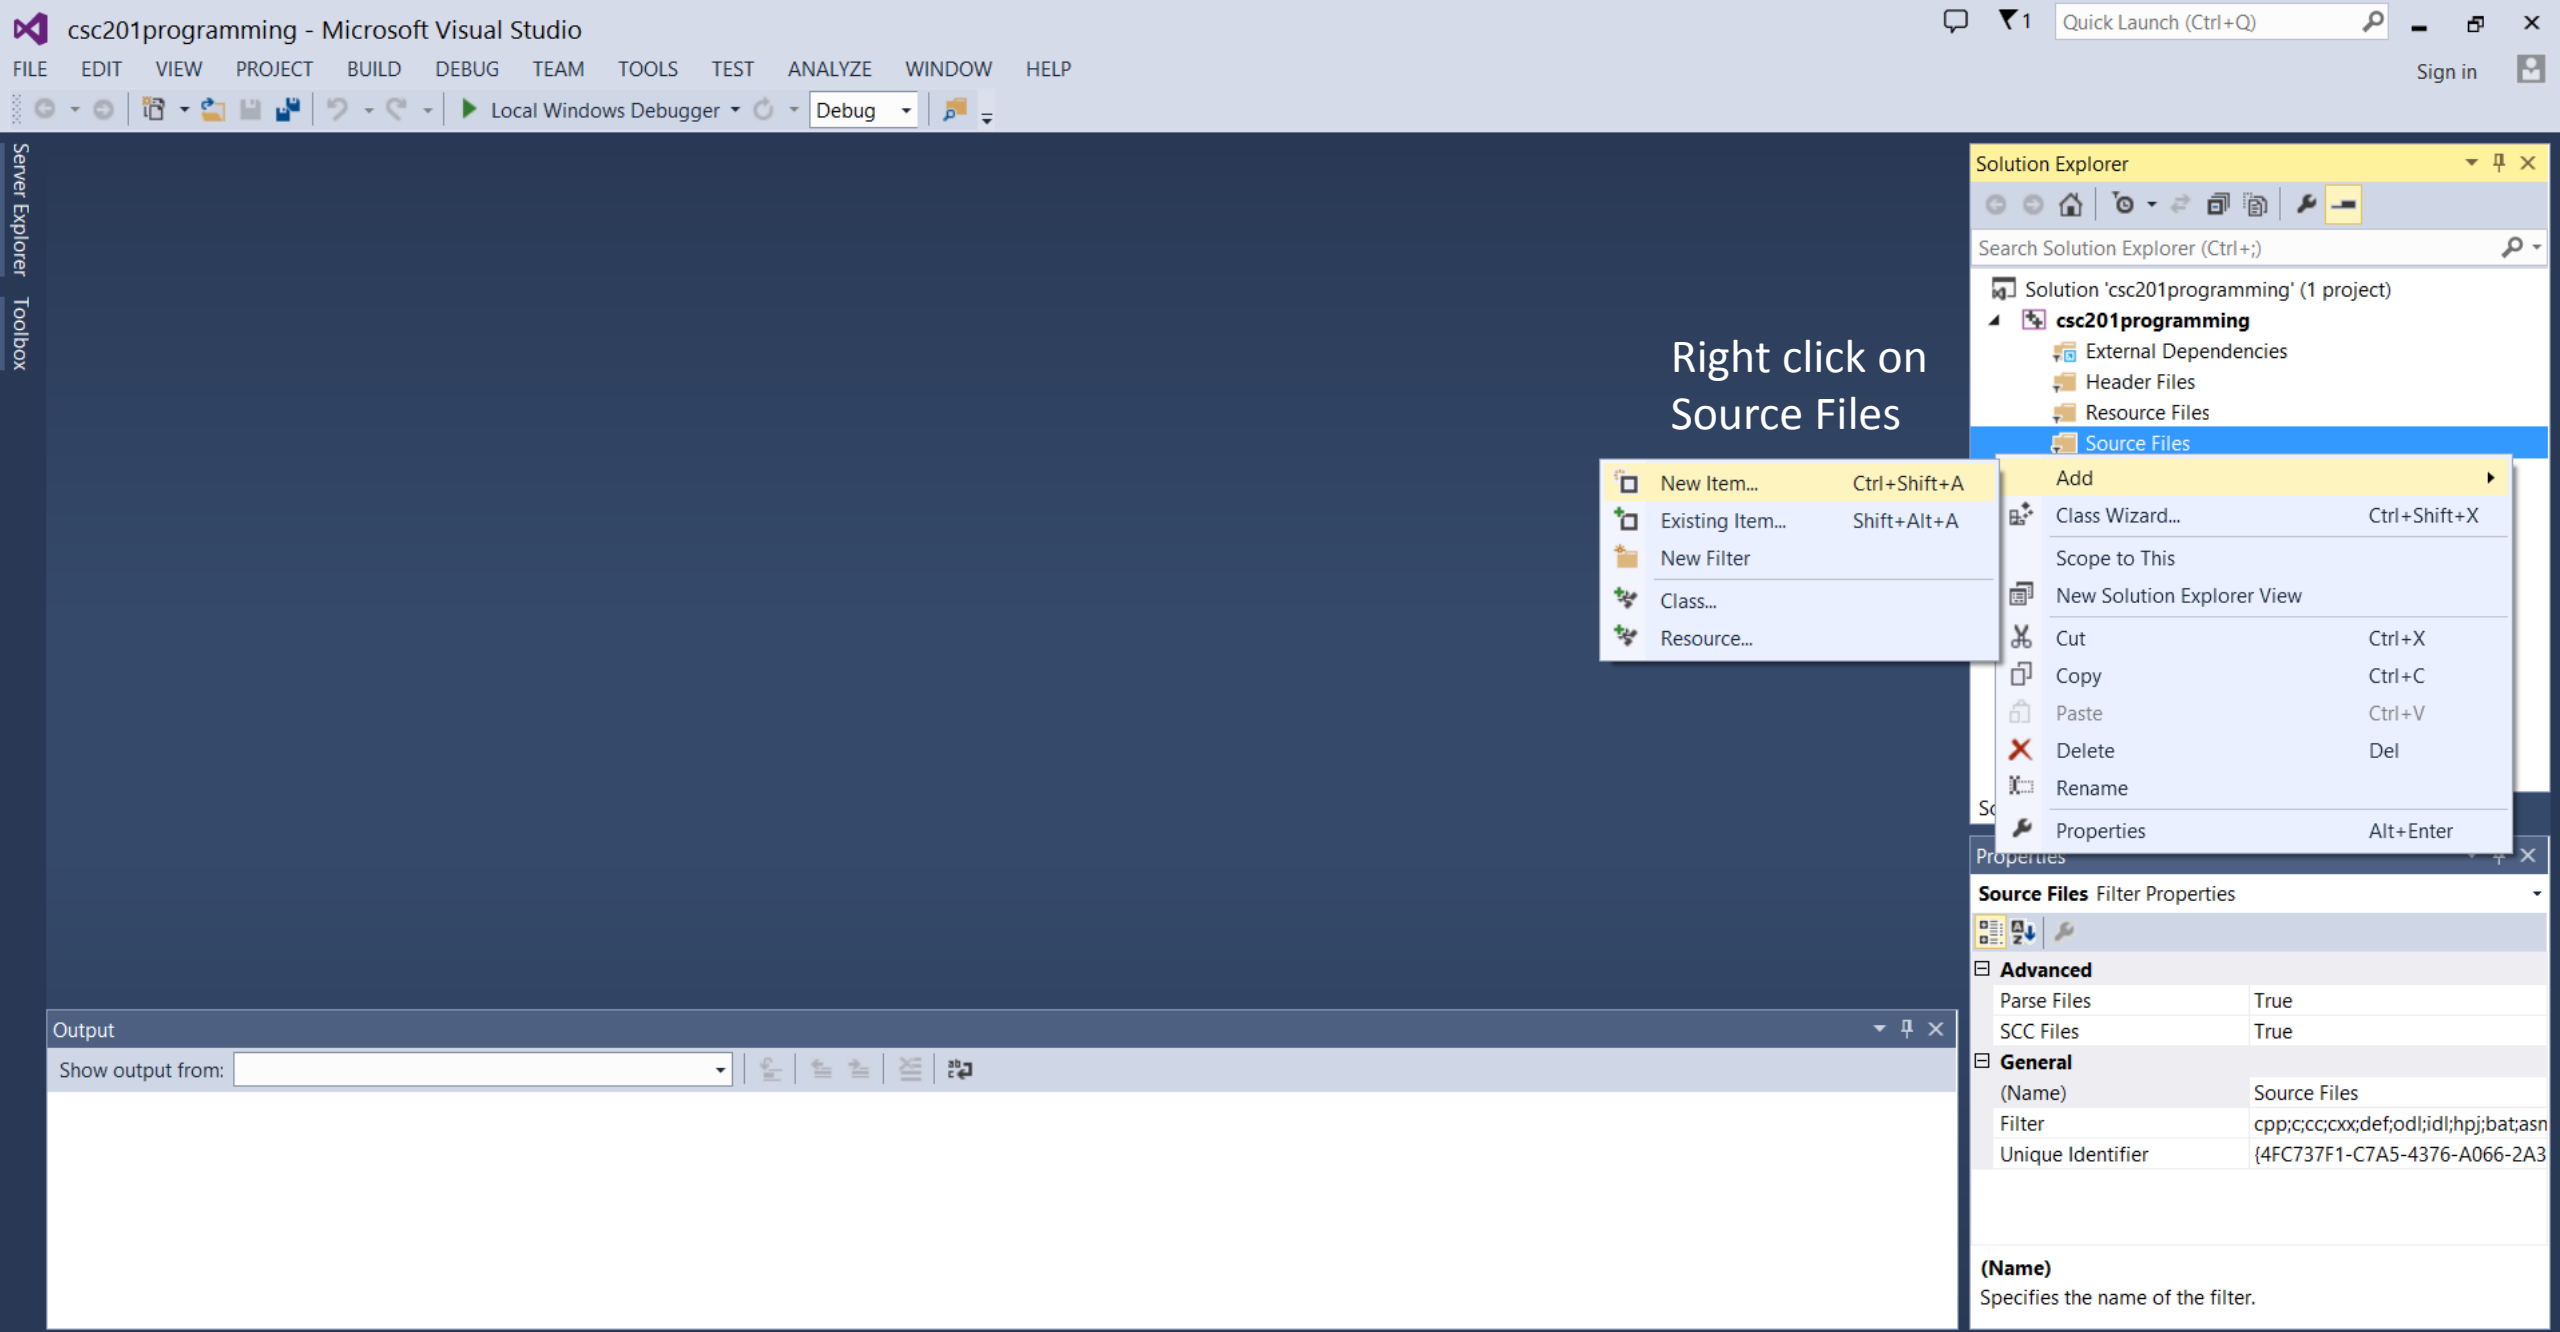 csc201programming - Microsoft Visual Studio
1
Quick Launch (Ctrl+Q)
FILE EDIT VIEW PROJECT BUILD DEBUG TEAM TOOLS TEST ANALYZE WINDOW HELP
Sign in
Local Windows Debugger
Debug
Server Explorer
Toolbox
Solution Explorer
Search Solution Explorer (Ctrl+;)
Solution 'csc201programming' (1 project)
csc201programming
External Dependencies
Header Files
Resource Files
Source Files
Right click on
Source Files
New Item... Ctrl+Shift+A
Existing Item... Shift+Alt+A
New Filter
Class...
Resource...
Add
Class Wizard... Ctrl+Shift+X
Scope to This
New Solution Explorer View
Cut Ctrl+X
Copy Ctrl+C
Paste Ctrl+V
Delete Del
Rename
Properties Alt+Enter
Properties
Source Files Filter Properties
Advanced
Parse Files True
SCC Files True
General
(Name) Source Files
Filter cpp;c;cc;cxx;def;odl;idl;hpj;bat;asm
Unique Identifier {4FC737F1-C7A5-4376-A066-2A3
(Name)
Specifies the name of the filter.
Output
Show output from: